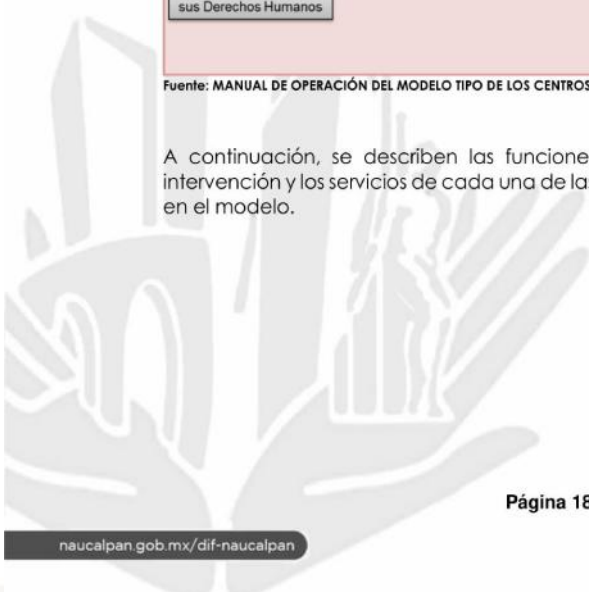 sus Derechos Humanos
Fuente: MANUAL DE OPERACIÓN DEL MODELO TIPO DE LOS CENTROS
A continuación, se describen las funcione
intervención y los servicios de cada una de la
en el modelo.
Página 18
naucalpan.gob.mx/dif-naucalpan